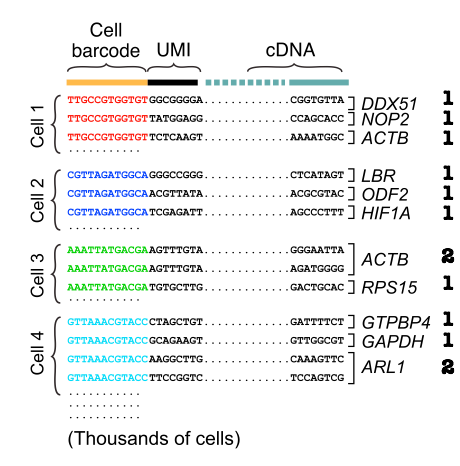 Cell barcode UMI cDNA
Cell 1
TTGCCGTGGTGTGGCGGGGA.............CGGTGTTA DDX51 1
TTGCCGTGGTGTTATGGAGG.............CCAGCACC NOP2 1
TTGCCGTGGTGTTCTCAAGT.............AAAATGGC ACTB 1
..........
Cell 2
CGTTAGATGGCAGGGCCGGG.............CTCATAGT LBR 1
CGTTAGATGGCAACGTTATA.............ACGCGTAC ODF2 1
CGTTAGATGGCATCGAGATT.............AGCCCTTT HIF1A 1
..........
Cell 3
AAATTATGACGAAGTTTGTA.............GGGAATTA ACTB 2
AAATTATGACGAAGTTTGTA.............AGATGGGG
AAATTATGACGATGTGCTTG.............GACTGCAC RPS15 1
..........
Cell 4
GTTAAACGTACCCTAGCTGT.............GATTTTCT GTPBP4 1
GTTAAACGTACCGCAGAAGT.............GTTGGCGT GAPDH 1
GTTAAACGTACCAAGGCTTG.............CAAAGTTC ARL1 2
GTTAAACGTACCTTCCGGTC.............TCCAGTCG
..........
..........
..........
(Thousands of cells)